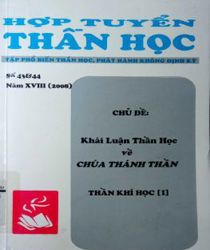 HỢP TUYỂN
THẦN HỌC
TẬP PHỔ BIẾN THẦN HỌC, PHÁT HÀNH KHÔNG ĐỊNH KỲ
Số 43&44
Năm XVIII (2008)
CHỦ ĐỀ:
Khái Luận Thần Học
về
CHÚA THÁNH THẦN
THẦN KHÍ HỌC [1]